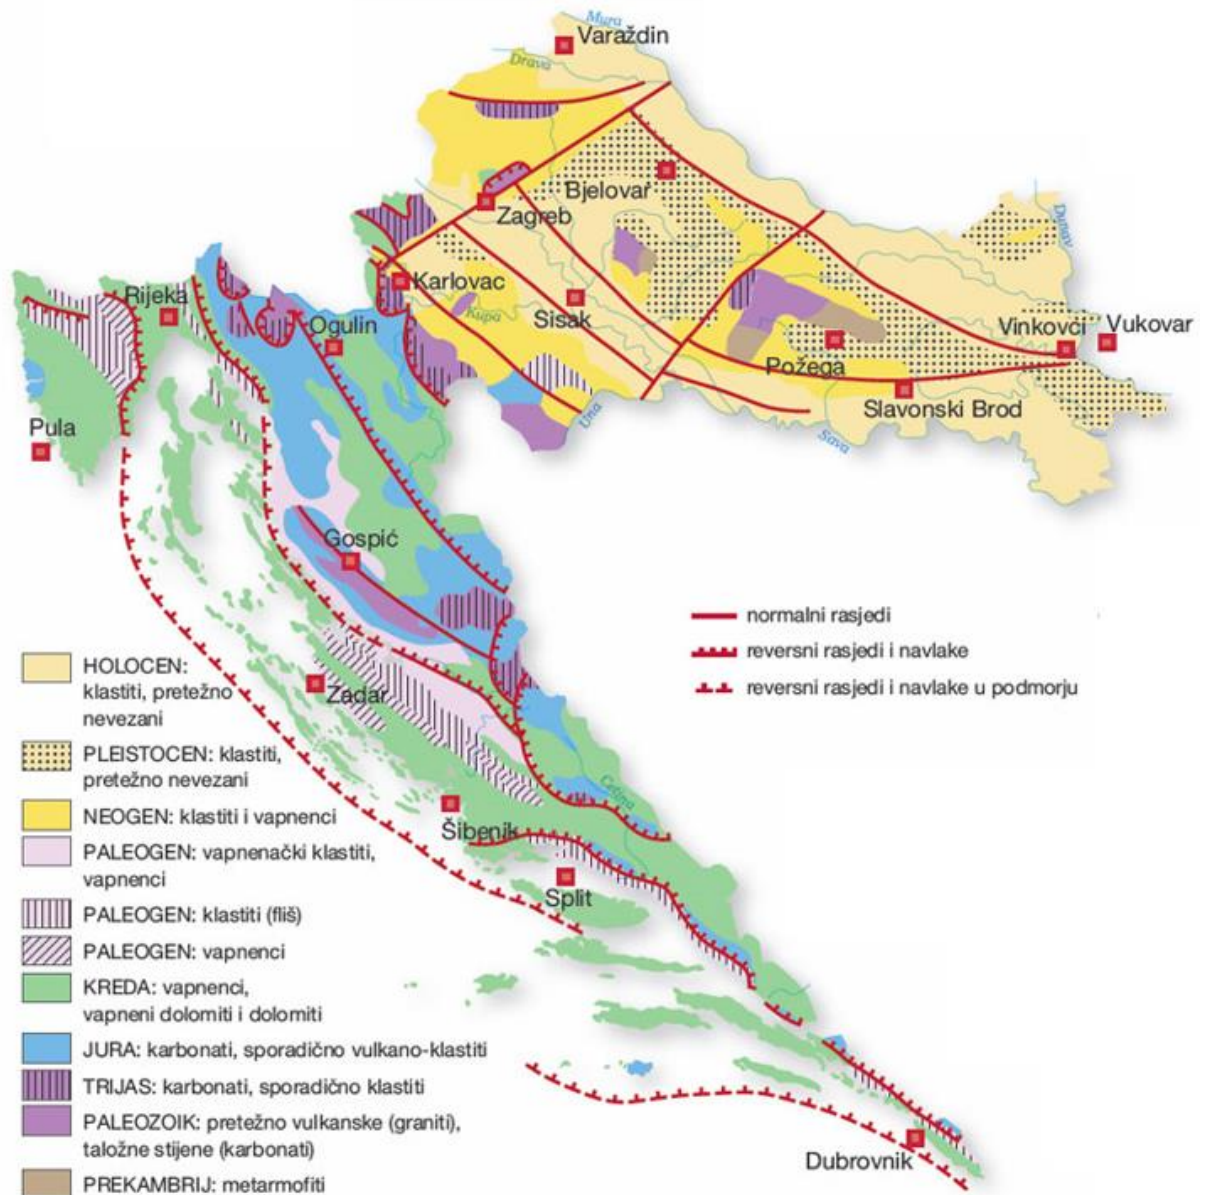 Mura
Varaždin
Drava
Bjelovar
Zagreb
Dunav
Karlovac
Rijeka
Kupa
Sisak
Ogulin
Vinkovci
Vukovar
Požega
Slavonski Brod
Una
Sava
Pula
Gospić
normalni rasjedi
reversni rasjedi i navlake
reversni rasjedi i navlake u podmorju
Zadar
Cetina
Šibenik
Split
Dubrovnik
HOLOCEN:
klastiti, pretežno
nevezani
PLEISTOCEN: klastiti,
pretežno nevezani
NEOGEN: klastiti i vapnenci
PALEOGEN: vapnenački klastiti,
vapnenci
PALEOGEN: klastiti (fliš)
PALEOGEN: vapnenci
KREDA: vapnenci,
vapneni dolomiti i dolomiti
JURA: karbonati, sporadično vulkano-klastiti
TRIJAS: karbonati, sporadično klastiti
PALEOZOIK: pretežno vulkanske (graniti),
taložne stijene (karbonati)
PREKAMBRIJ: metarmofiti